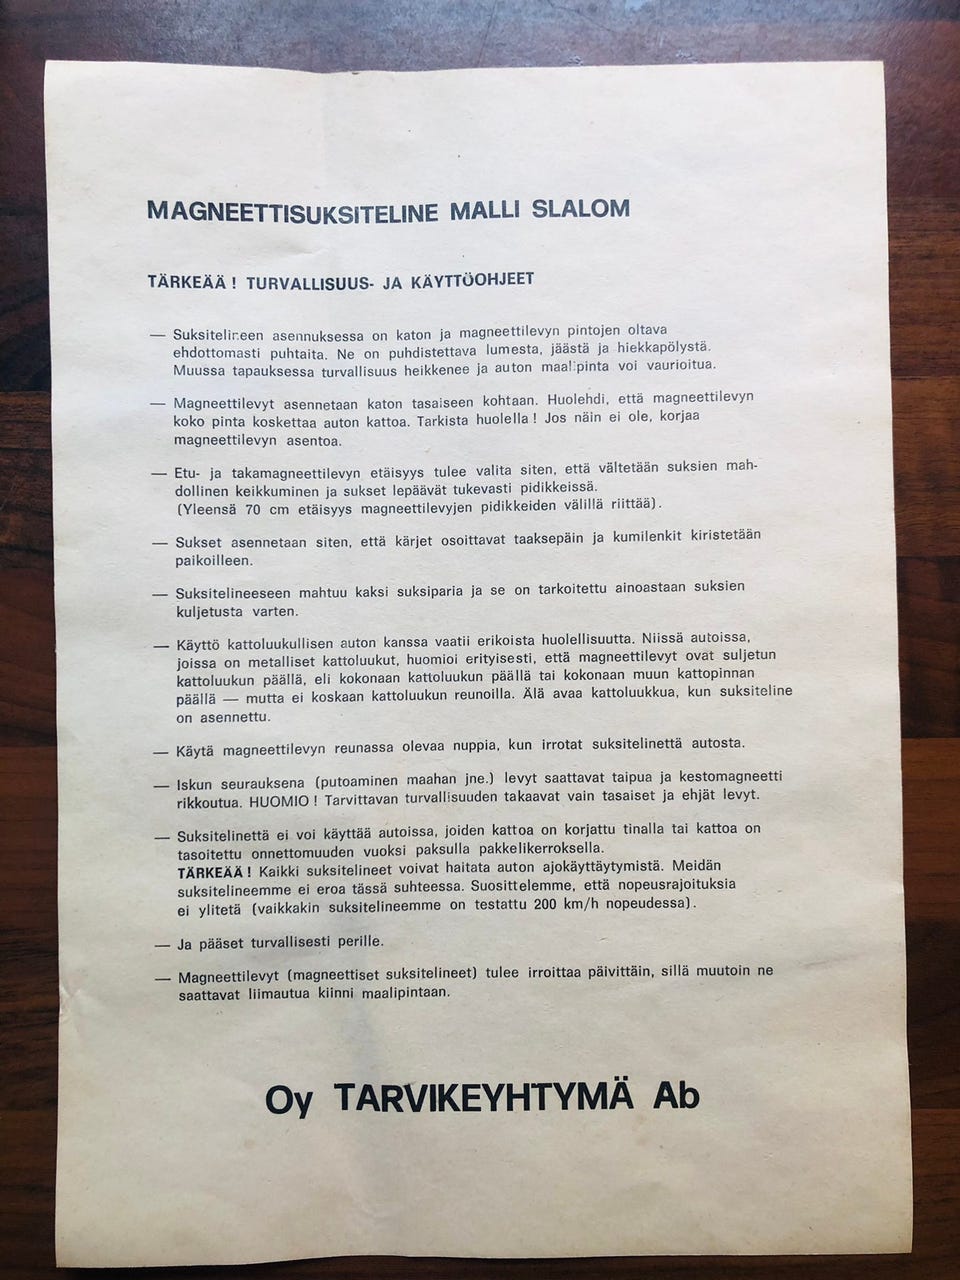 MAGNEETTISUKSITELINE MALLI SLALOM
TÄRKEÄÄ ! TURVALLISUUS- JA KÄYTTÖOHJEET
— Suksitelineen asennuksessa on katon ja magneettilevyn pintojen oltava
ehdottomasti puhtaita. Ne on puhdistettava lumesta, jäästä ja hiekkapölystä.
Muussa tapauksessa turvallisuus heikkenee ja auton maalipinta voi vaurioitua.
— Magneettilevyt asennetaan katon tasaiseen kohtaan. Huolehdi, että magneettilevyn
koko pinta koskettaa auton kattoa. Tarkista huolella ! Jos näin ei ole, korjaa
magneettilevyn asentoa.
— Etu- ja takamagneettilevyn etäisyys tulee valita siten, että vältetään suksien mah-
dollinen keikkuminen ja sukset lepäävät tukevasti pidikkeissä.
(Yleensä 70 cm etäisyys magneettilevyjen pidikkeiden välillä riittää).
— Sukset asennetaan siten, että kärjet osoittavat taaksepäin ja kumilenkit kiristetään
paikoilleen.
— Suksitelineeseen mahtuu kaksi suksiparia ja se on tarkoitettu ainoastaan suksien
kuljetusta varten.
— Käyttö kattoluukullisen auton kanssa vaatii erikoista huolellisuutta. Niissä autoissa,
joissa on metalliset kattoluukut, huomioi erityisesti, että magneettilevyt ovat suljetun
kattoluukun päällä, eli kokonaan kattoluukun päällä tai kokonaan muun kattopinnan
päällä — mutta ei koskaan kattoluukun reunoilla. Älä avaa kattoluukkua, kun suksiteline
on asennettu.
— Käytä magneettilevyn reunassa olevaa nuppia, kun irrotat suksitelinettä autosta.
— Iskun seurauksena (putoaminen maahan jne.) levyt saattavat taipua ja kestomagneetti
rikkoutua. HUOMIO ! Tarvittavan turvallisuuden takaavat vain tasaiset ja ehjät levyt.
— Suksitelinettä ei voi käyttää autoissa, joiden kattoa on korjattu tinalla tai kattoa on
tasoitettu onnettomuuden vuoksi paksulla pakkelikerroksella.
TÄRKEÄÄ ! Kaikki suksitelineet voivat haitata auton ajokäyttäytymistä. Meidän
suksitelineemme ei eroa tässä suhteessa. Suosittelemme, että nopeusrajoituksia
ei ylitetä (vaikkakin suksitelineemme on testattu 200 km/h nopeudessa).
— Ja pääset turvallisesti perille.
— Magneettilevyt (magneettiset suksitelineet) tulee irroittaa päivittäin, sillä muutoin ne
saattavat liimautua kiinni maalipintaan.
Oy TARVIKEYHTYMÄ Ab